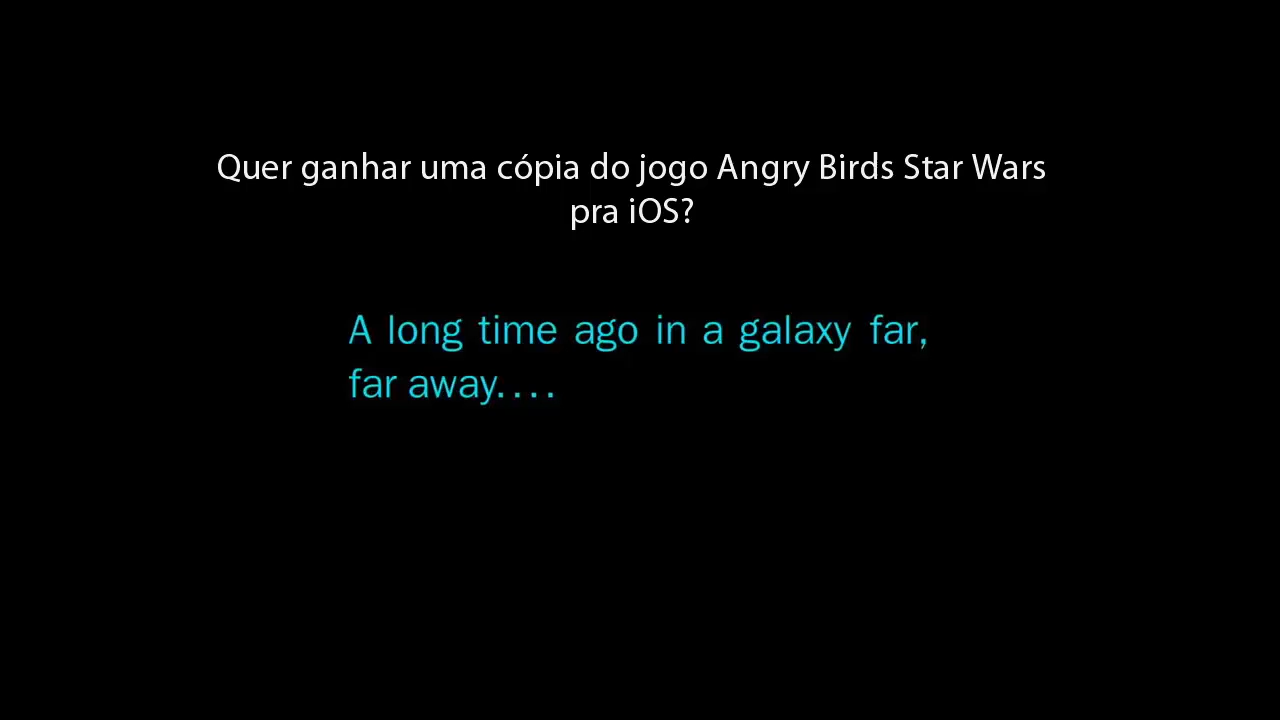 Quer ganhar uma cópia do jogo Angry Birds Star Wars
pra iOS?
A long time ago in a galaxy far,
far away....